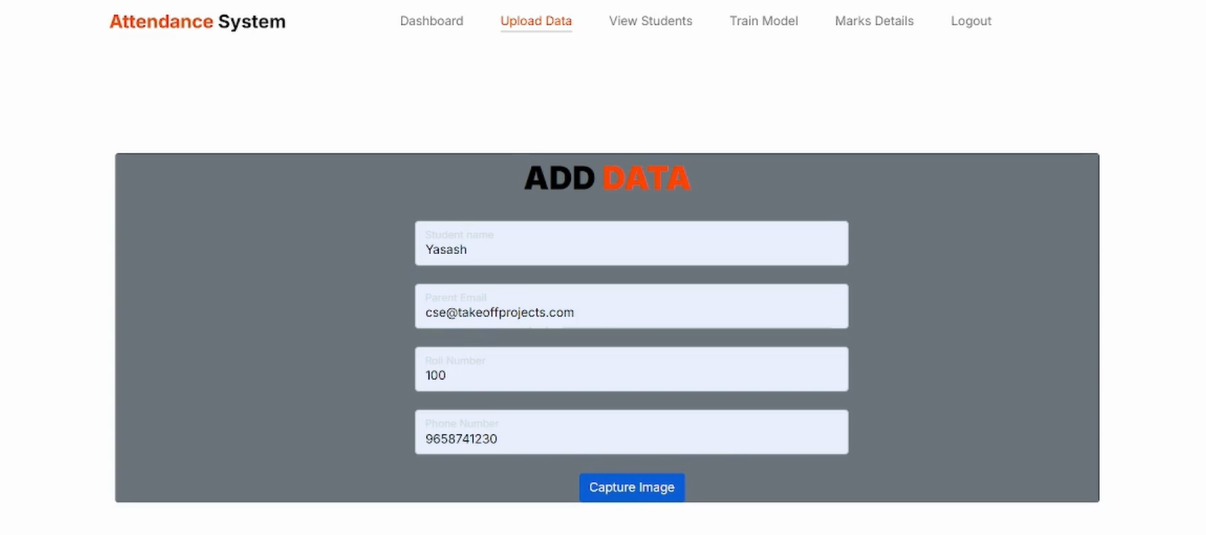 Attendance System Dashboard Upload Data View Students Train Model Marks Details Logout
ADD DATA
Student name
Yasash
Parent Email
cse@takeoffprojects.com
Roll Number
100
Phone Number
9658741230
Capture Image